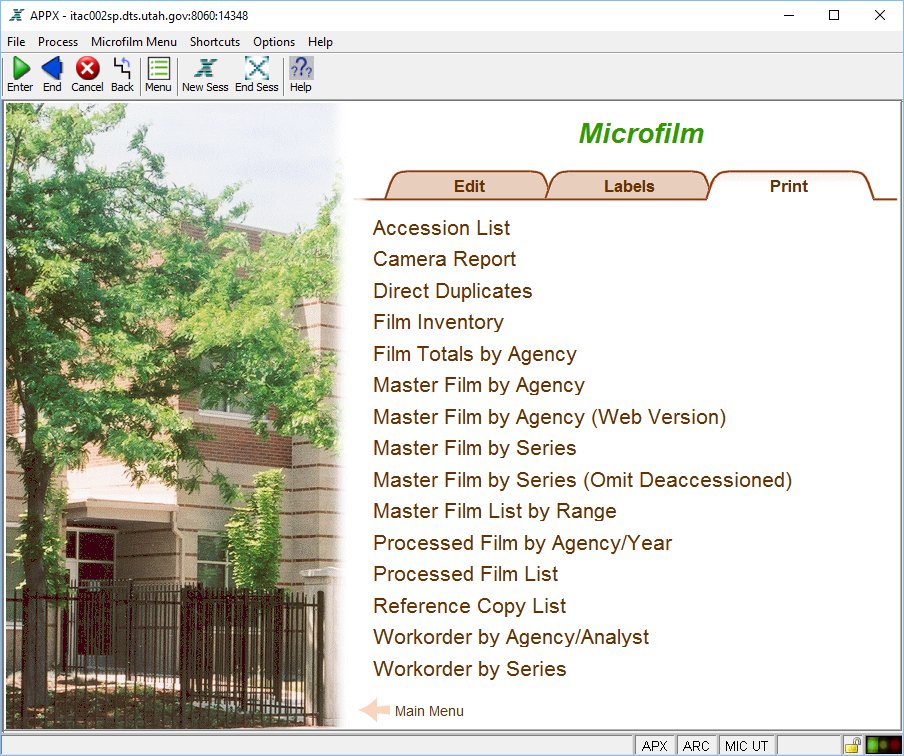 APPX - itac002sp.dts.utah.gov:8060:14348
File Process Microfilm Menu Shortcuts Options Help
Enter End Cancel Back Menu New Sess End Sess Help
Microfilm
Edit Labels Print
Accession List
Camera Report
Direct Duplicates
Film Inventory
Film Totals by Agency
Master Film by Agency
Master Film by Agency (Web Version)
Master Film by Series
Master Film by Series (Omit Deaccessioned)
Master Film List by Range
Processed Film by Agency/Year
Processed Film List
Reference Copy List
Workorder by Agency/Analyst
Workorder by Series
Main Menu
APX ARC MIC UT